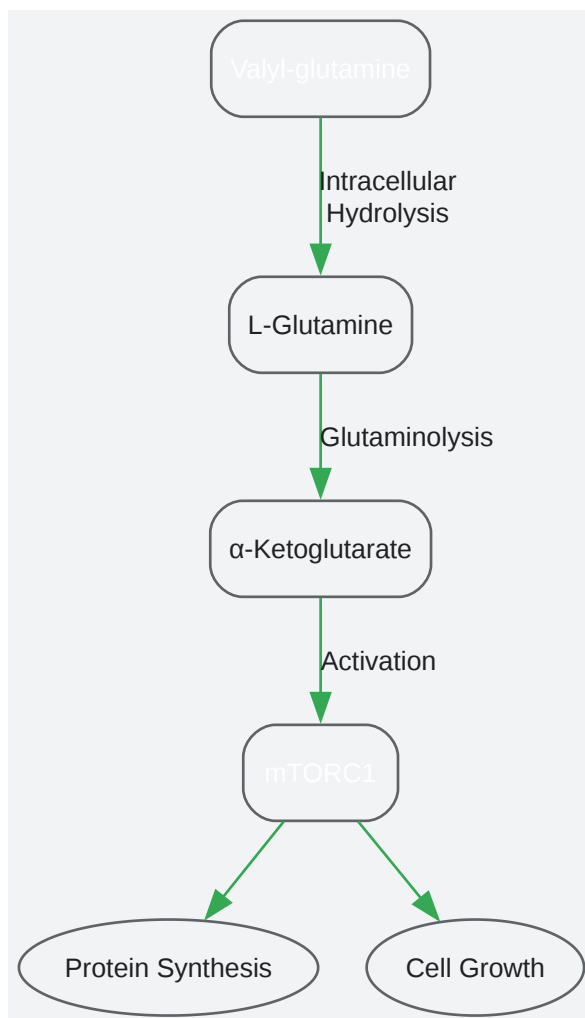 Valyl-glutamine
Intracellular
Hydrolysis
L-Glutamine
Glutaminolysis
α-Ketoglutarate
Activation
mTORC1
Protein Synthesis
Cell Growth